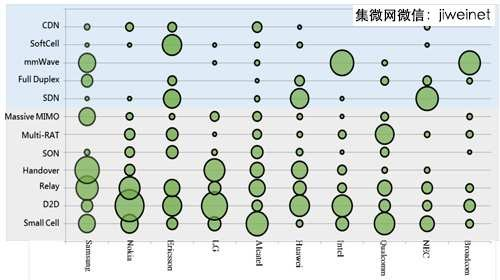 集微网微信：jiweinet
CDN
SoftCell
mmWave
Full Duplex
SDN
Massive MIMO
Multi-RAT
SON
Handover
Relay
D2D
Small Cell
Samsung
Nokia
Ericsson
LG
Alcatel
Huawei
Intel
Qualcomm
NEC
Broadcom